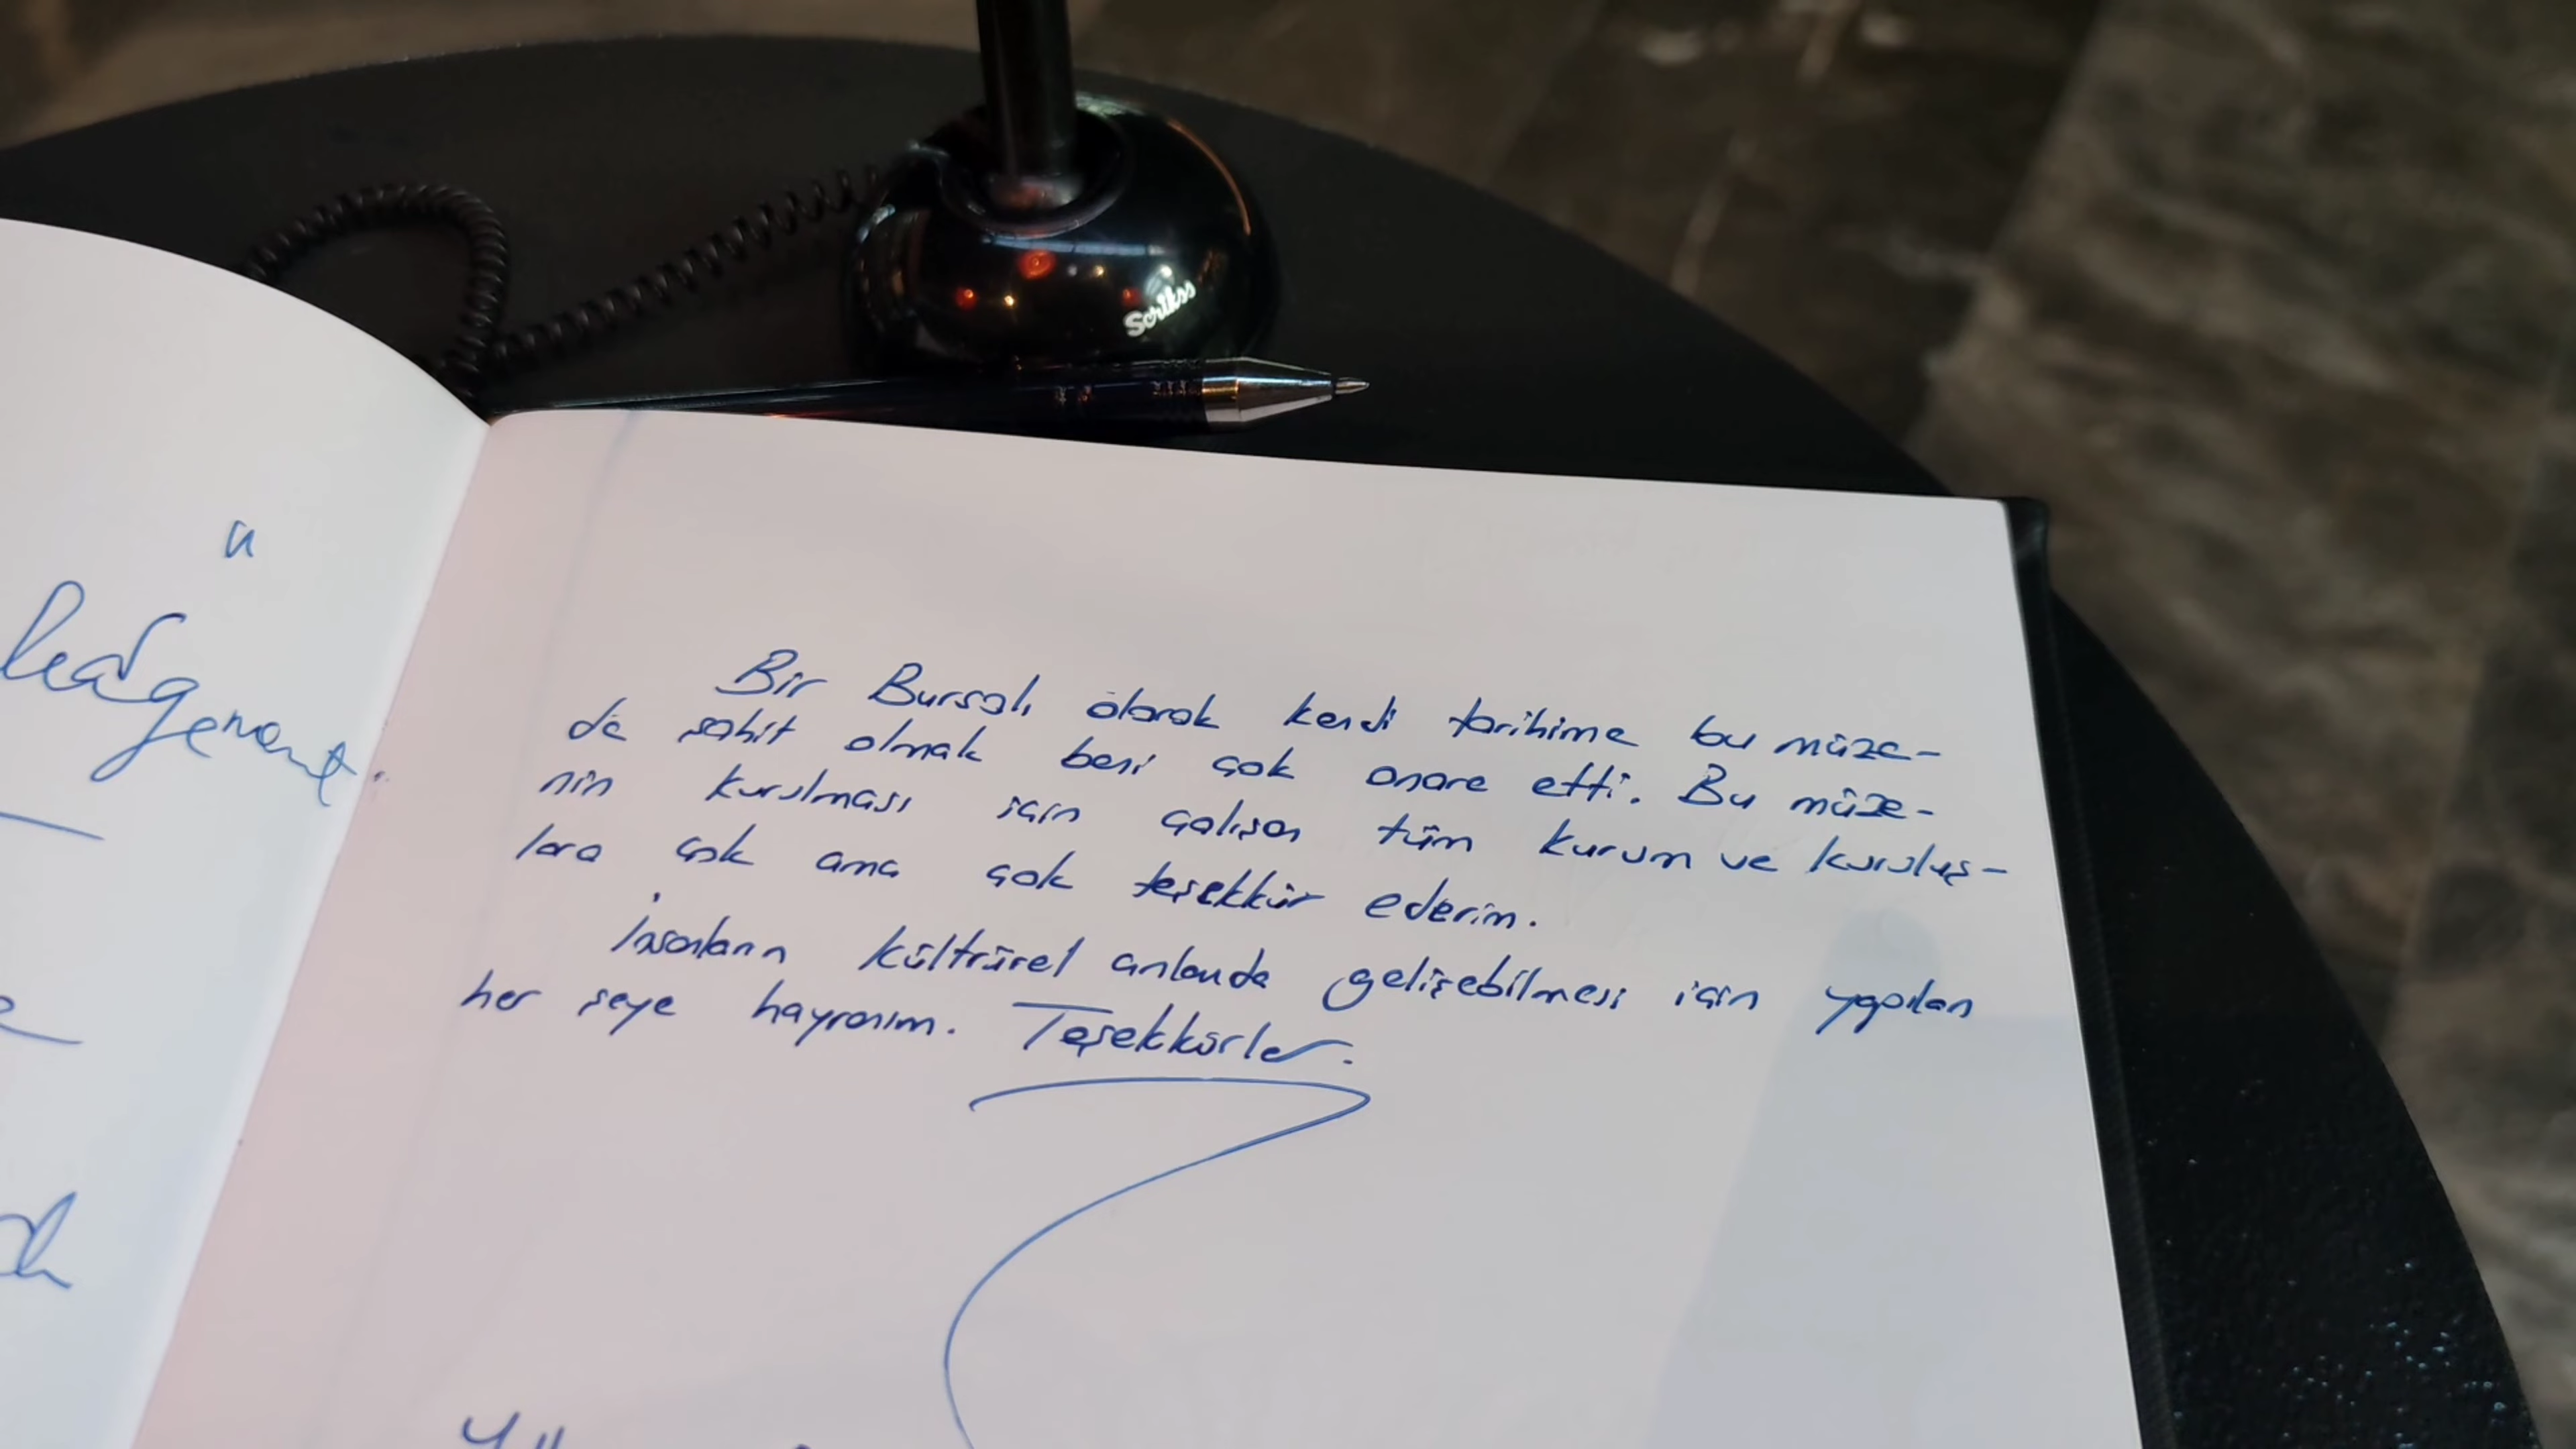 Scrikss
Bir Bursalı olarak kendi tarihime bu müze-
de şahit olmak beni çok onore etti. Bu müze-
nin kurulması için çalışan tüm kurum ve kuruluş-
lara çok ama çok teşekkür ederim.
İnsanların kültürel anlamda gelişebilmesi için yapılan
her şeye hayranım. Teşekkürler.